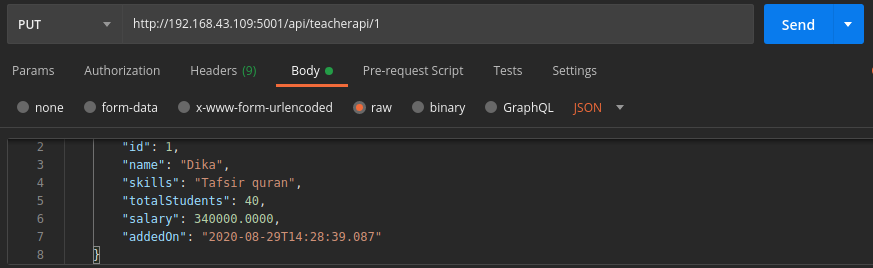 PUT http://192.168.43.109:5001/api/teacherapi/1 Send
Params Authorization Headers (9) Body Pre-request Script Tests Settings
none form-data x-www-form-urlencoded raw binary GraphQL JSON
2 "id": 1,
3 "name": "Dika",
4 "skills": "Tafsir quran",
5 "totalStudents": 40,
6 "salary": 340000.0000,
7 "addedOn": "2020-08-29T14:28:39.087"
8 }